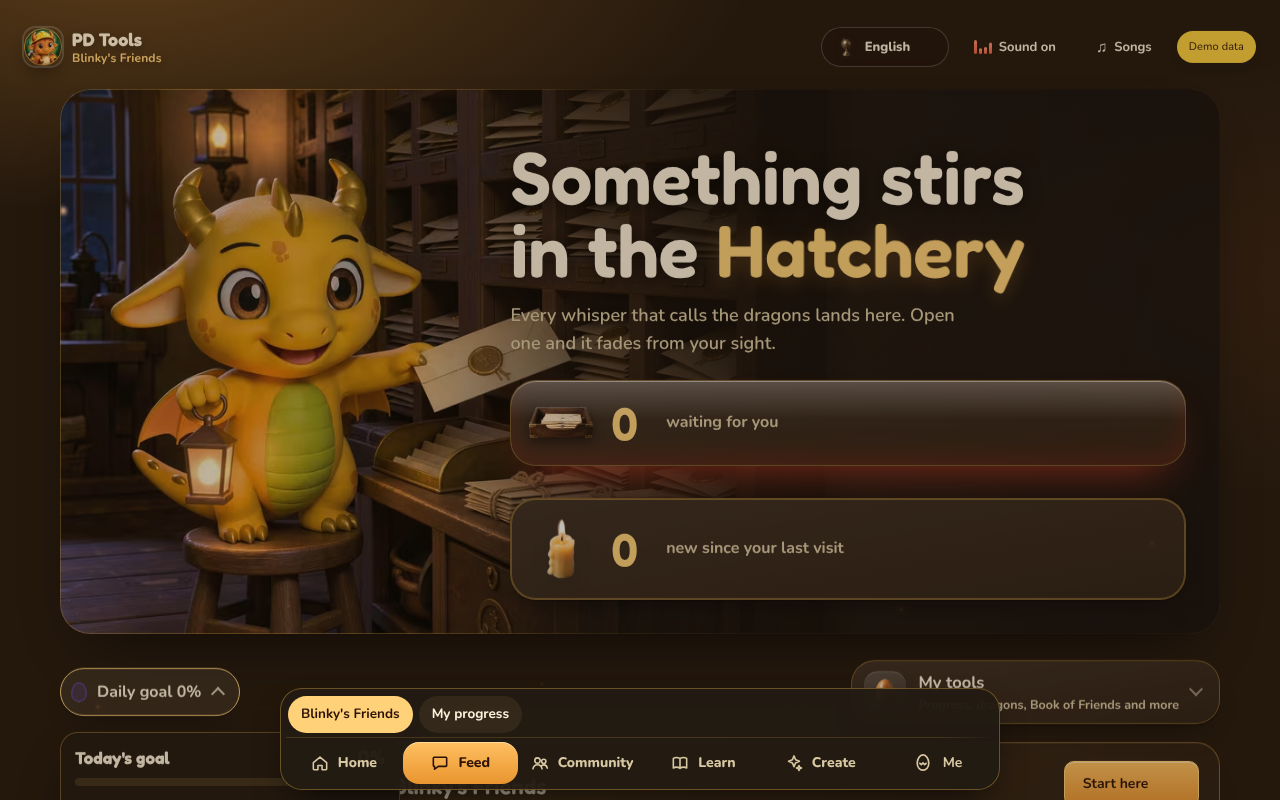 PD Tools
Blinky's Friends
English
Sound on
Songs
Demo data
Something stirs
in the Hatchery
Every whisper that calls the dragons lands here. Open
one and it fades from your sight.
0 waiting for you
0 new since your last visit
Daily goal 0%
My tools
dragons, Book of Friends and more
Blinky's Friends
My progress
Today's goal
Home
Feed
Community
Learn
Create
Me
Start here
Blinky's Friends